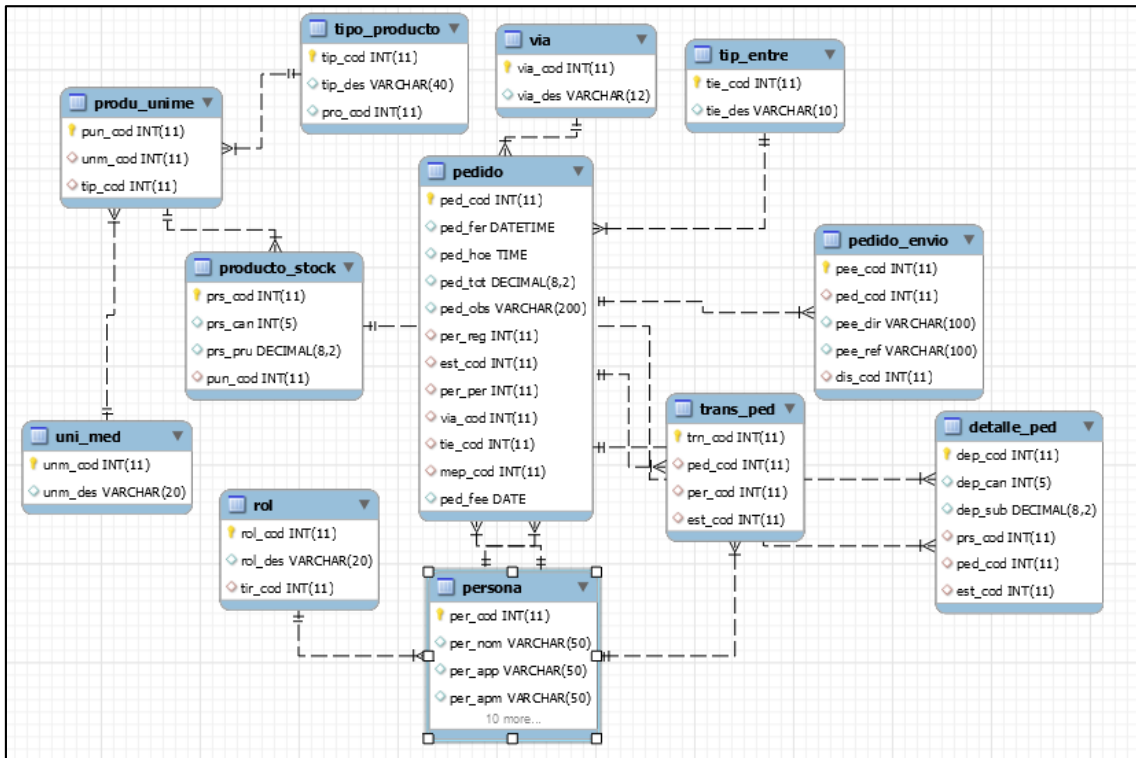 tipo_producto
tip_cod INT(11)
tip_des VARCHAR(40)
pro_cod INT(11)
via
via_cod INT(11)
via_des VARCHAR(12)
tip_entre
tie_cod INT(11)
tie_des VARCHAR(10)
produ_unime
pun_cod INT(11)
unm_cod INT(11)
tip_cod INT(11)
pedido
ped_cod INT(11)
ped_fer DATETIME
ped_hoe TIME
ped_tot DECIMAL(8,2)
ped_obs VARCHAR(200)
per_reg INT(11)
est_cod INT(11)
per_per INT(11)
via_cod INT(11)
tie_cod INT(11)
mep_cod INT(11)
ped_fee DATE
pedido_envio
pee_cod INT(11)
ped_cod INT(11)
pee_dir VARCHAR(100)
pee_ref VARCHAR(100)
dis_cod INT(11)
producto_stock
prs_cod INT(11)
prs_can INT(5)
prs_pru DECIMAL(8,2)
pun_cod INT(11)
uni_med
unm_cod INT(11)
unm_des VARCHAR(20)
trans_ped
trn_cod INT(11)
ped_cod INT(11)
per_cod INT(11)
est_cod INT(11)
detalle_ped
dep_cod INT(11)
dep_can INT(5)
dep_sub DECIMAL(8,2)
prs_cod INT(11)
ped_cod INT(11)
est_cod INT(11)
rol
rol_cod INT(11)
rol_des VARCHAR(20)
tir_cod INT(11)
persona
per_cod INT(11)
per_nom VARCHAR(50)
per_app VARCHAR(50)
per_apm VARCHAR(50)
10 more...